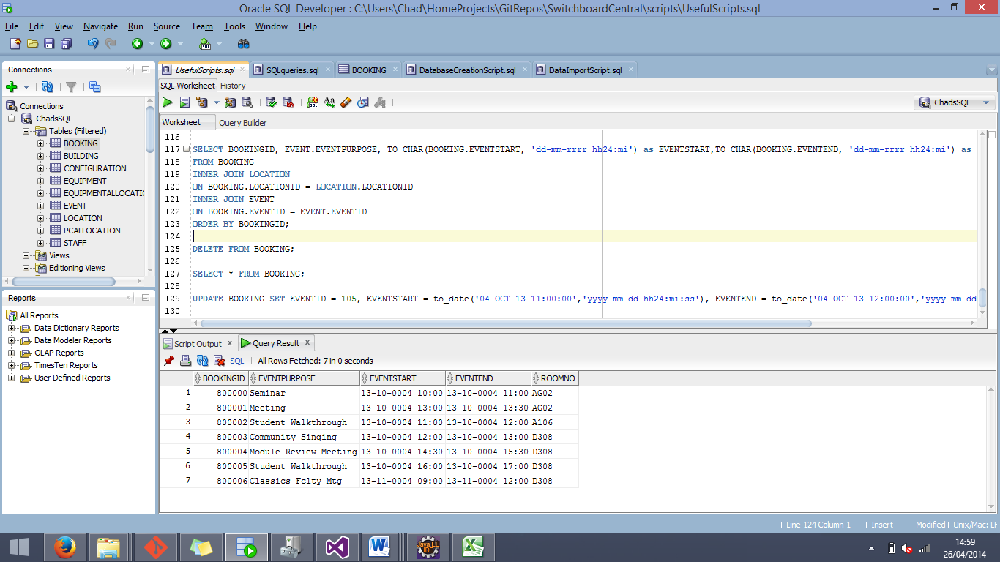 Oracle SQL Developer : C:\Users\Chad\HomeProjects\GitRepos\SwitchboardCentral\scripts\UsefulScripts.sql
File Edit View Navigate Run Source Team Tools Window Help
Connections
Connections
ChadsSQL
Tables (Filtered)
BOOKING
BUILDING
CONFIGURATION
EQUIPMENT
EQUIPMENTALLOCATIO
EVENT
LOCATION
PCALLOCATION
STAFF
Views
Editioning Views
Reports
All Reports
Data Dictionary Reports
Data Modeler Reports
OLAP Reports
TimesTen Reports
User Defined Reports
UsefulScripts.sql SQLqueries.sql BOOKING DatabaseCreationScript.sql DataImportScript.sql
SQL Worksheet History
ChadsSQL
Worksheet Query Builder
116
117 SELECT BOOKINGID, EVENT.EVENTPURPOSE, TO_CHAR(BOOKING.EVENTSTART, 'dd-mm-rrrr hh24:mi') as EVENTSTART,TO_CHAR(BOOKING.EVENTEND, 'dd-mm-rrrr hh24:mi') as
118 FROM BOOKING
119 INNER JOIN LOCATION
120 ON BOOKING.LOCATIONID = LOCATION.LOCATIONID
121 INNER JOIN EVENT
122 ON BOOKING.EVENTID = EVENT.EVENTID
123 ORDER BY BOOKINGID;
124
125 DELETE FROM BOOKING;
126
127 SELECT * FROM BOOKING;
128
129 UPDATE BOOKING SET EVENTID = 105, EVENTSTART = to_date('04-OCT-13 11:00:00','yyyy-mm-dd hh24:mi:ss'), EVENTEND = to_date('04-OCT-13 12:00:00','yyyy-mm-dd
130
Script Output x Query Result x
SQL | All Rows Fetched: 7 in 0 seconds
BOOKINGID EVENTPURPOSE EVENTSTART EVENTEND ROOMNO
1 800000 Seminar 13-10-0004 10:00 13-10-0004 11:00 AG02
2 800001 Meeting 13-10-0004 13:00 13-10-0004 13:30 AG02
3 800002 Student Walkthrough 13-10-0004 11:00 13-10-0004 12:00 A106
4 800003 Community Singing 13-10-0004 12:00 13-10-0004 13:00 D308
5 800004 Module Review Meeting 13-10-0004 14:30 13-10-0004 15:30 D308
6 800005 Student Walkthrough 13-10-0004 16:00 13-10-0004 17:00 D308
7 800006 Classics Fclty Mtg 13-11-0004 09:00 13-11-0004 12:00 D308
| Line 124 Column 1 | Insert | Modified | Unix/Mac: LF
Java EE
IDE
14:59
26/04/2014